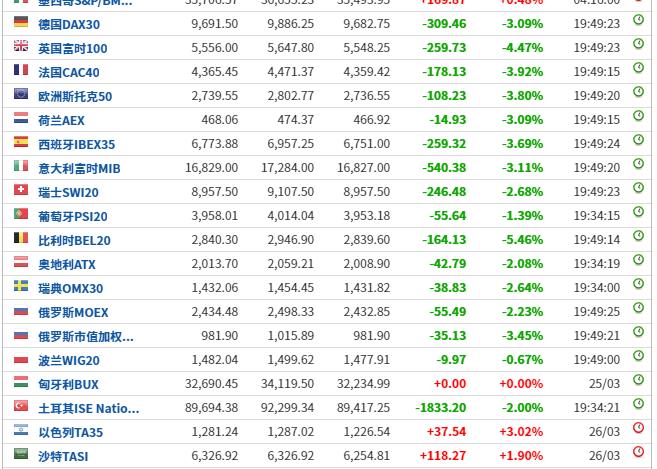 德国DAX30 9,691.50 9,886.25 9,682.75 -309.46 -3.09% 19:49:23
英国富时100 5,556.00 5,647.80 5,548.25 -259.73 -4.47% 19:49:23
法国CAC40 4,365.45 4,471.37 4,359.42 -178.13 -3.92% 19:49:15
欧洲斯托克50 2,739.55 2,802.77 2,736.55 -108.23 -3.80% 19:49:20
荷兰AEX 468.06 474.37 466.92 -14.93 -3.09% 19:49:15
西班牙IBEX35 6,773.88 6,957.25 6,751.00 -259.32 -3.69% 19:49:24
意大利富时MIB 16,829.00 17,284.00 16,827.00 -540.38 -3.11% 19:49:20
瑞士SWI20 8,957.50 9,107.50 8,957.50 -246.48 -2.68% 19:49:23
葡萄牙PSI20 3,958.01 4,014.04 3,953.18 -55.64 -1.39% 19:34:15
比利时BEL20 2,840.30 2,946.90 2,839.60 -164.13 -5.46% 19:49:14
奥地利ATX 2,013.70 2,059.21 2,008.90 -42.79 -2.08% 19:34:19
瑞典OMX30 1,432.06 1,454.45 1,431.82 -38.83 -2.64% 19:34:00
俄罗斯MOEX 2,434.48 2,498.33 2,432.85 -55.49 -2.23% 19:49:25
俄罗斯市值加权... 981.90 1,015.89 981.90 -35.13 -3.45% 19:49:21
波兰WIG20 1,482.04 1,499.62 1,477.91 -9.97 -0.67% 19:49:00
匈牙利BUX 32,690.45 34,119.50 32,234.99 +0.00 +0.00% 25/03
土耳其ISE Natio... 89,694.38 92,299.34 89,417.25 -1833.20 -2.00% 19:34:21
以色列TA35 1,281.24 1,287.02 1,226.54 +37.54 +3.02% 26/03
沙特TASI 6,326.92 6,326.92 6,254.81 +118.27 +1.90% 26/03